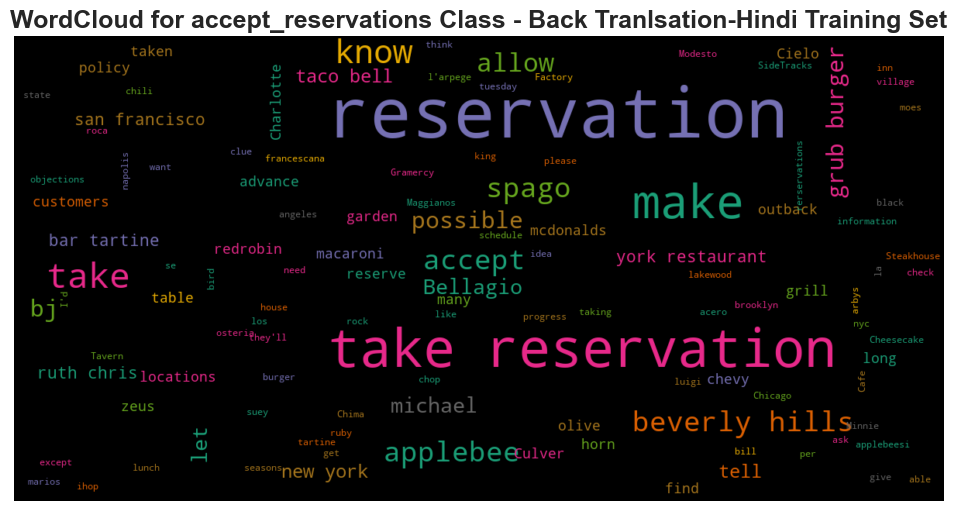 WordCloud for accept_reservations Class - Back Tranlsation-Hindi Training Set
taken
know
think
allow
Modesto
Cielo
policy
taco bell
l'arpege
Factory
SideTracks
inn
village
state
chili
Charlotte
tuesday
reservation
grub burger
moes
san francisco
roca
napolis
want
clue
francescana
king
please
reservations
objections
advance
Gramercy
spago
make
customers
angeles
garden
Maggianos
possible
schedule
mcdonalds
outback
black
information
bar tartine
redrobin
macaroni
idea
york restaurant
Steakhouse
take
se
bird
need
reserve
accept
lakewood
la
check
bj
I'd
table
house
Bellagio
many
like
grill
arbys
los
rock
progress
taking
brooklyn
acero
nyc
osteria
they'll
take reservation
Cheesecake
long
Tavern
ruth chris
locations
burger
chop
luigi
chevy
Cafe
zeus
suey
Chima
michael
Chicago
let
ruby
tartine
get
olive
horn
beverly hills
Minnie
ask
applebeesi
except
lunch
seasons
new york
applebee
Culver
bill
per
tell
marios
ihop
find
give
able